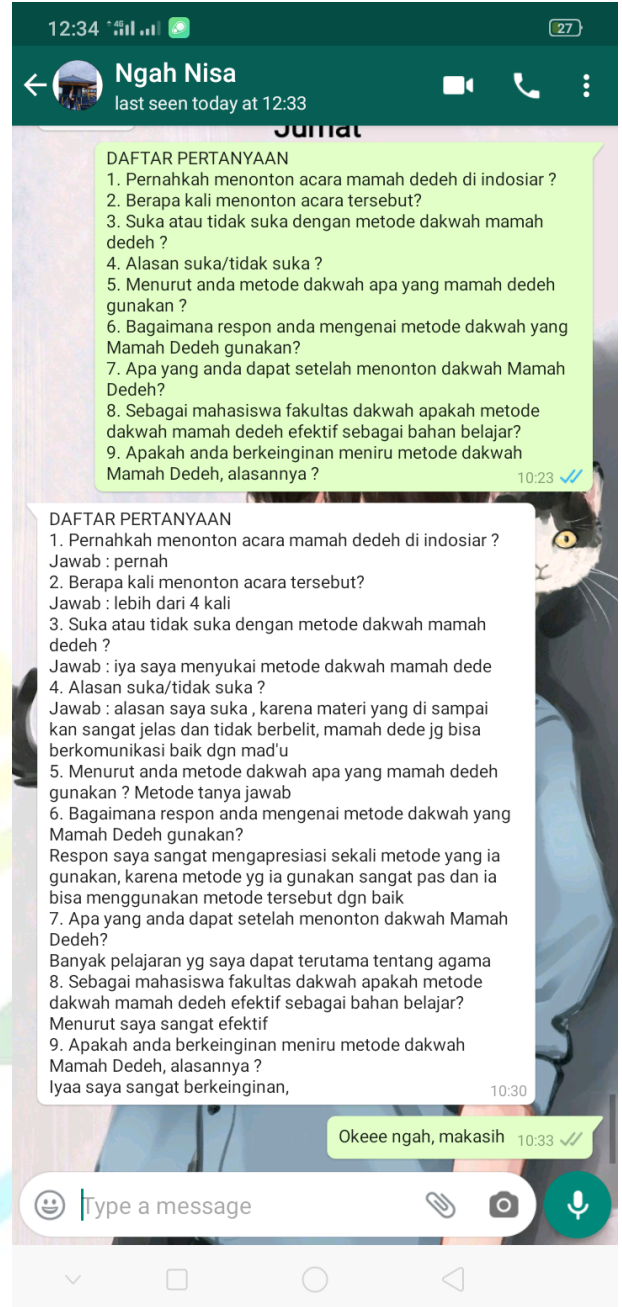 12:34
27
Ngah Nisa
last seen today at 12:33
Jumat
DAFTAR PERTANYAAN
1. Pernahkah menonton acara mamah dedeh di indosiar ?
2. Berapa kali menonton acara tersebut?
3. Suka atau tidak suka dengan metode dakwah mamah
dedeh ?
4. Alasan suka/tidak suka ?
5. Menurut anda metode dakwah apa yang mamah dedeh
gunakan ?
6. Bagaimana respon anda mengenai metode dakwah yang
Mamah Dedeh gunakan?
7. Apa yang anda dapat setelah menonton dakwah Mamah
Dedeh?
8. Sebagai mahasiswa fakultas dakwah apakah metode
dakwah mamah dedeh efektif sebagai bahan belajar?
9. Apakah anda berkeinginan meniru metode dakwah
Mamah Dedeh, alasannya ?
10:23
DAFTAR PERTANYAAN
1. Pernahkah menonton acara mamah dedeh di indosiar ?
Jawab : pernah
2. Berapa kali menonton acara tersebut?
Jawab : lebih dari 4 kali
3. Suka atau tidak suka dengan metode dakwah mamah
dedeh ?
Jawab : iya saya menyukai metode dakwah mamah dede
4. Alasan suka/tidak suka ?
Jawab : alasan saya suka , karena materi yang di sampai
kan sangat jelas dan tidak berbelit, mamah dede jg bisa
berkomunikasi baik dgn mad'u
5. Menurut anda metode dakwah apa yang mamah dedeh
gunakan ? Metode tanya jawab
6. Bagaimana respon anda mengenai metode dakwah yang
Mamah Dedeh gunakan?
Respon saya sangat mengapresiasi sekali metode yang ia
gunakan, karena metode yg ia gunakan sangat pas dan ia
bisa menggunakan metode tersebut dgn baik
7. Apa yang anda dapat setelah menonton dakwah Mamah
Dedeh?
Banyak pelajaran yg saya dapat terutama tentang agama
8. Sebagai mahasiswa fakultas dakwah apakah metode
dakwah mamah dedeh efektif sebagai bahan belajar?
Menurut saya sangat efektif
9. Apakah anda berkeinginan meniru metode dakwah
Mamah Dedeh, alasannya ?
Iyaa saya sangat berkeinginan,
10:30
Okeee ngah, makasih 10:33
Type a message